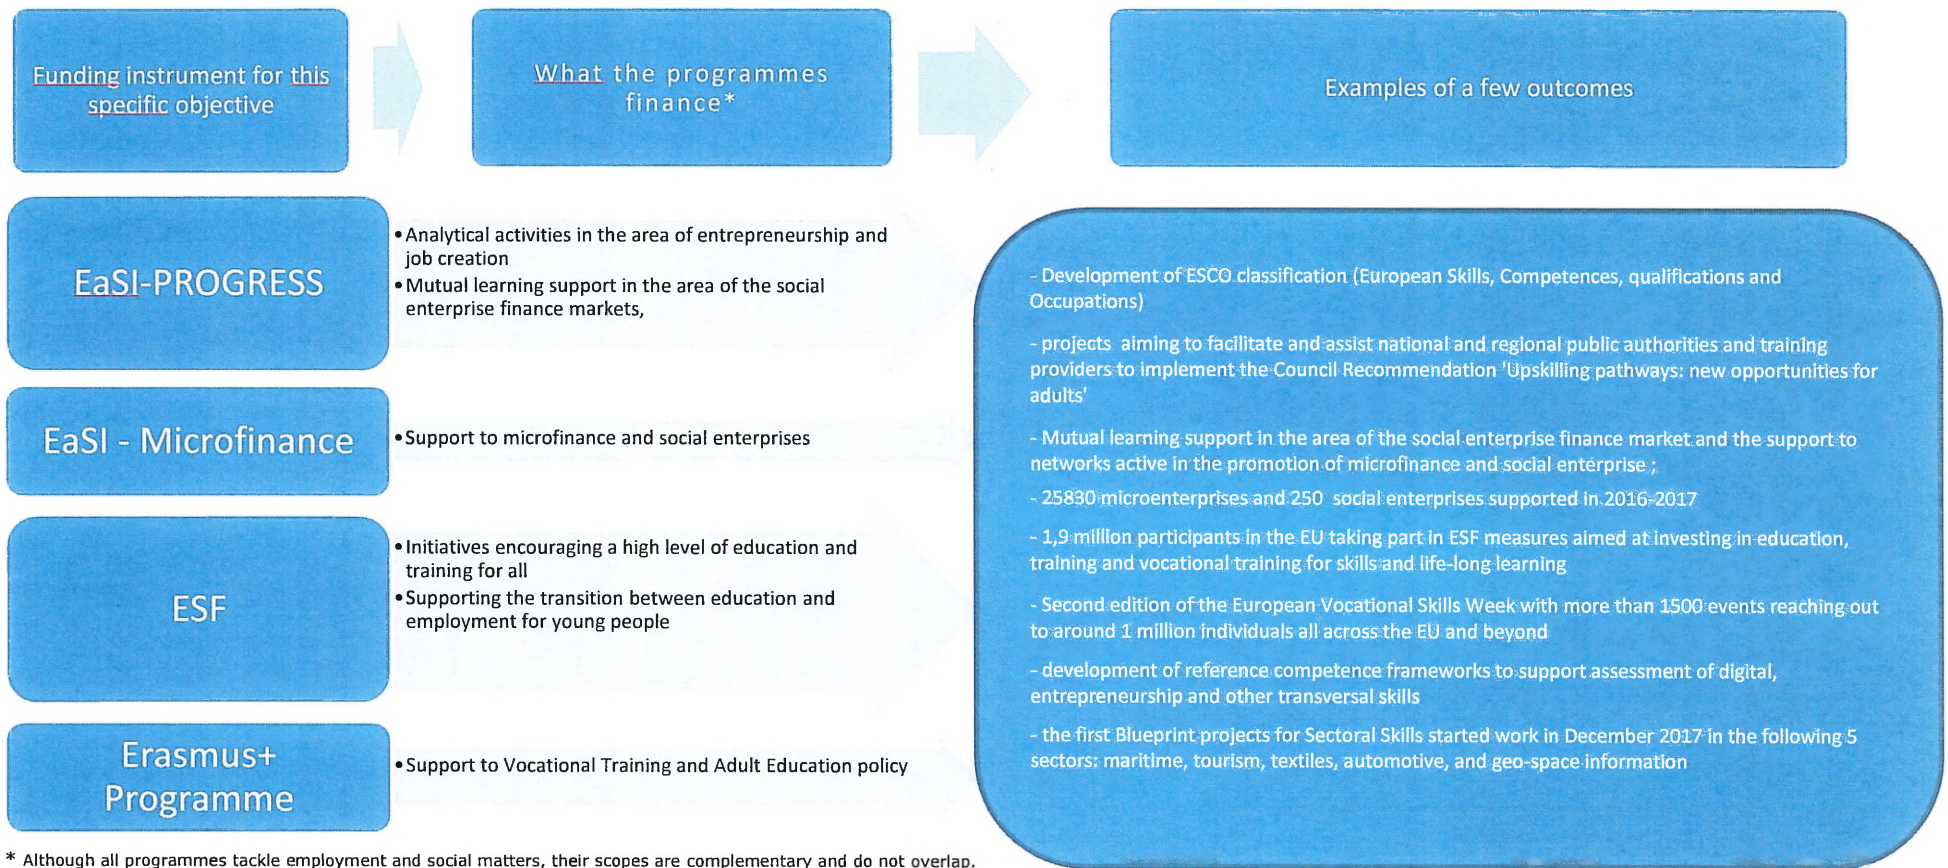 Funding instrument for this
specific objective
What the programmes
finance*
Examples of a few outcomes
EaSI-PROGRESS
•Analytical activities in the area of entrepreneurship and
job creation
•Mutual learning support in the area of the social
enterprise finance markets,
EaSI - Microfinance
•Support to microfinance and social enterprises
ESF
•Initiatives encouraging a high level of education and
training for all
•Supporting the transition between education and
employment for young people
Erasmus+
Programme
•Support to Vocational Training and Adult Education policy
- Development of ESCO classification (European Skills, Competences, qualifications and
Occupations)
- projects  aiming to facilitate and assist national and regional public authorities and training
providers to implement the Council Recommendation 'Upskilling pathways: new opportunities for
adults'
- Mutual learning support in the area of the social enterprise finance market and the support to
networks active in the promotion of microfinance and social enterprise ;
- 25830 microenterprises and 250  social enterprises supported in 2016-2017
- 1,9 million participants in the EU taking part in ESF measures aimed at investing in education,
training and vocational training for skills and life-long learning
- Second edition of the European Vocational Skills Week with more than 1500 events reaching out
to around 1 million individuals all across the EU and beyond
- development of reference competence frameworks to support assessment of digital,
entrepreneurship and other transversal skills
- the first Blueprint projects for Sectoral Skills started work in December 2017 in the following 5
sectors: maritime, tourism, textiles, automotive, and geo-space information
* Although all programmes tackle employment and social matters, their scopes are complementary and do not overlap.